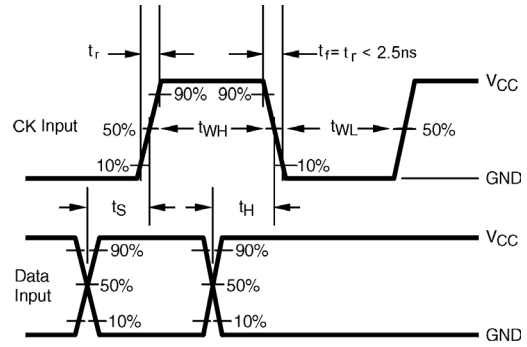 tr
tf = tr < 2.5ns
VCC
90% 90%
CK Input
50%
tWH
tWL
50%
10%
10%
GND
tS
tH
VCC
90%
90%
Data
Input
50%
50%
10%
10%
GND